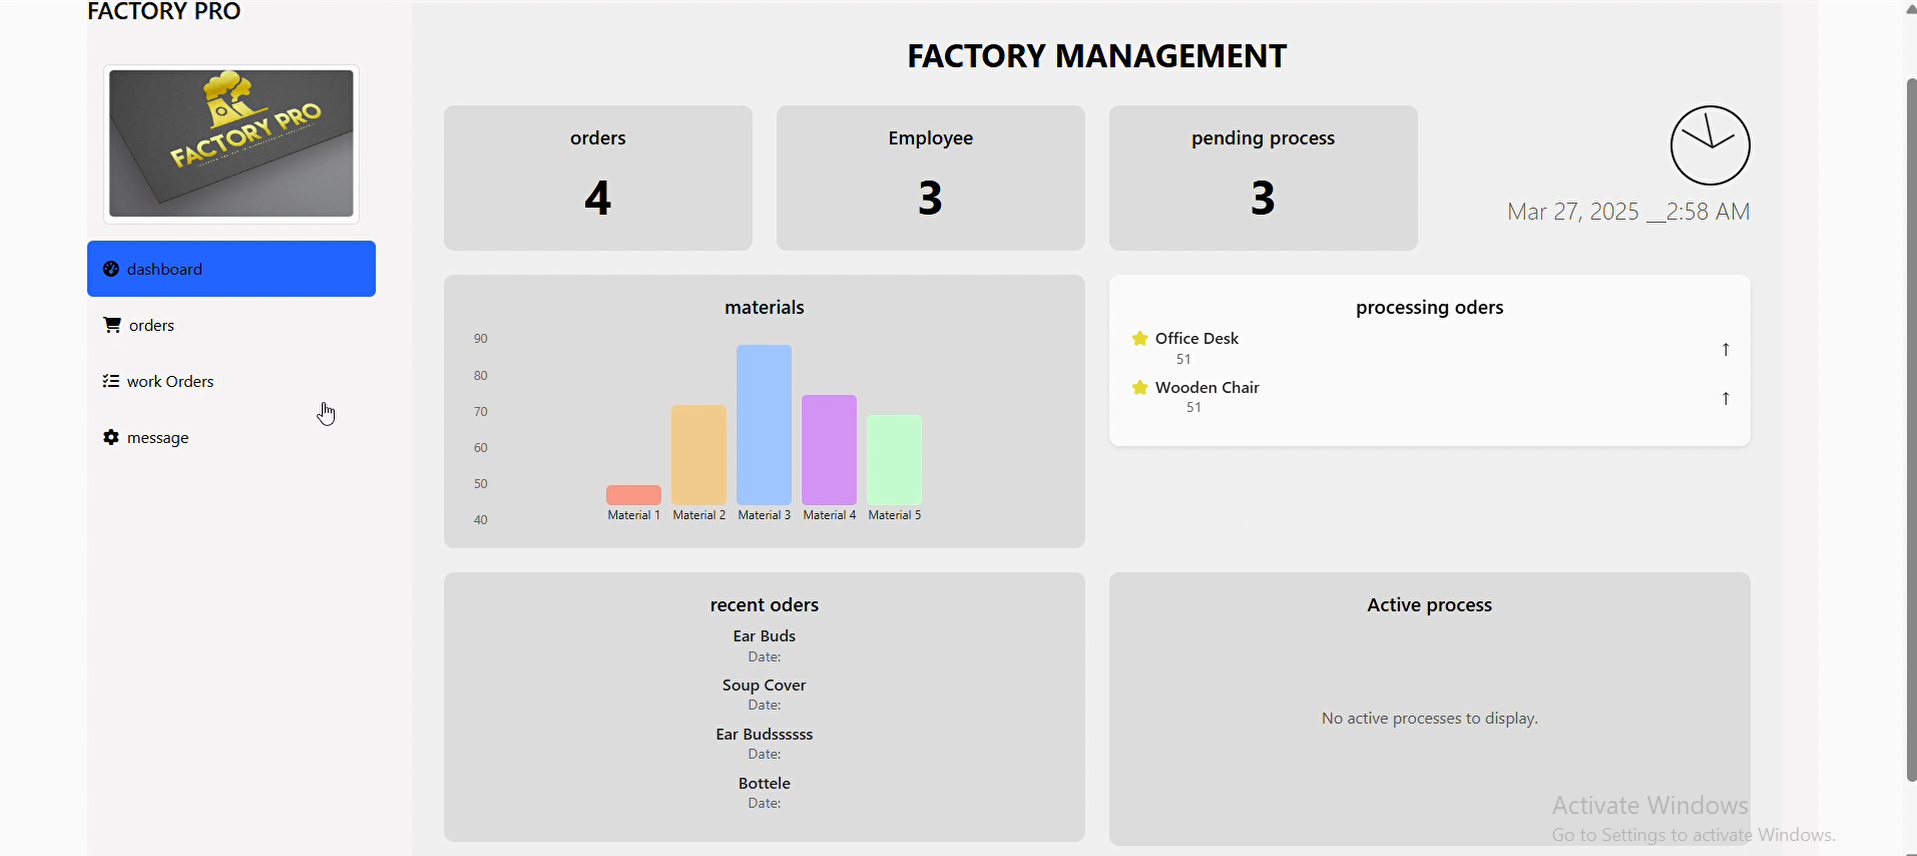 FACTORY PRO
FACTORY PRO
dashboard
orders
work Orders
message
FACTORY MANAGEMENT
orders
4
Employee
3
pending process
3
Mar 27, 2025 __2:58 AM
materials
90
80
70
60
50
40
Material 1 Material 2 Material 3 Material 4 Material 5
processing oders
Office Desk
51
↑
Wooden Chair
51
↑
recent oders
Ear Buds
Date:
Soup Cover
Date:
Ear Budssssss
Date:
Bottele
Date:
Active process
No active processes to display.
Activate Windows
Go to Settings to activate Windows.